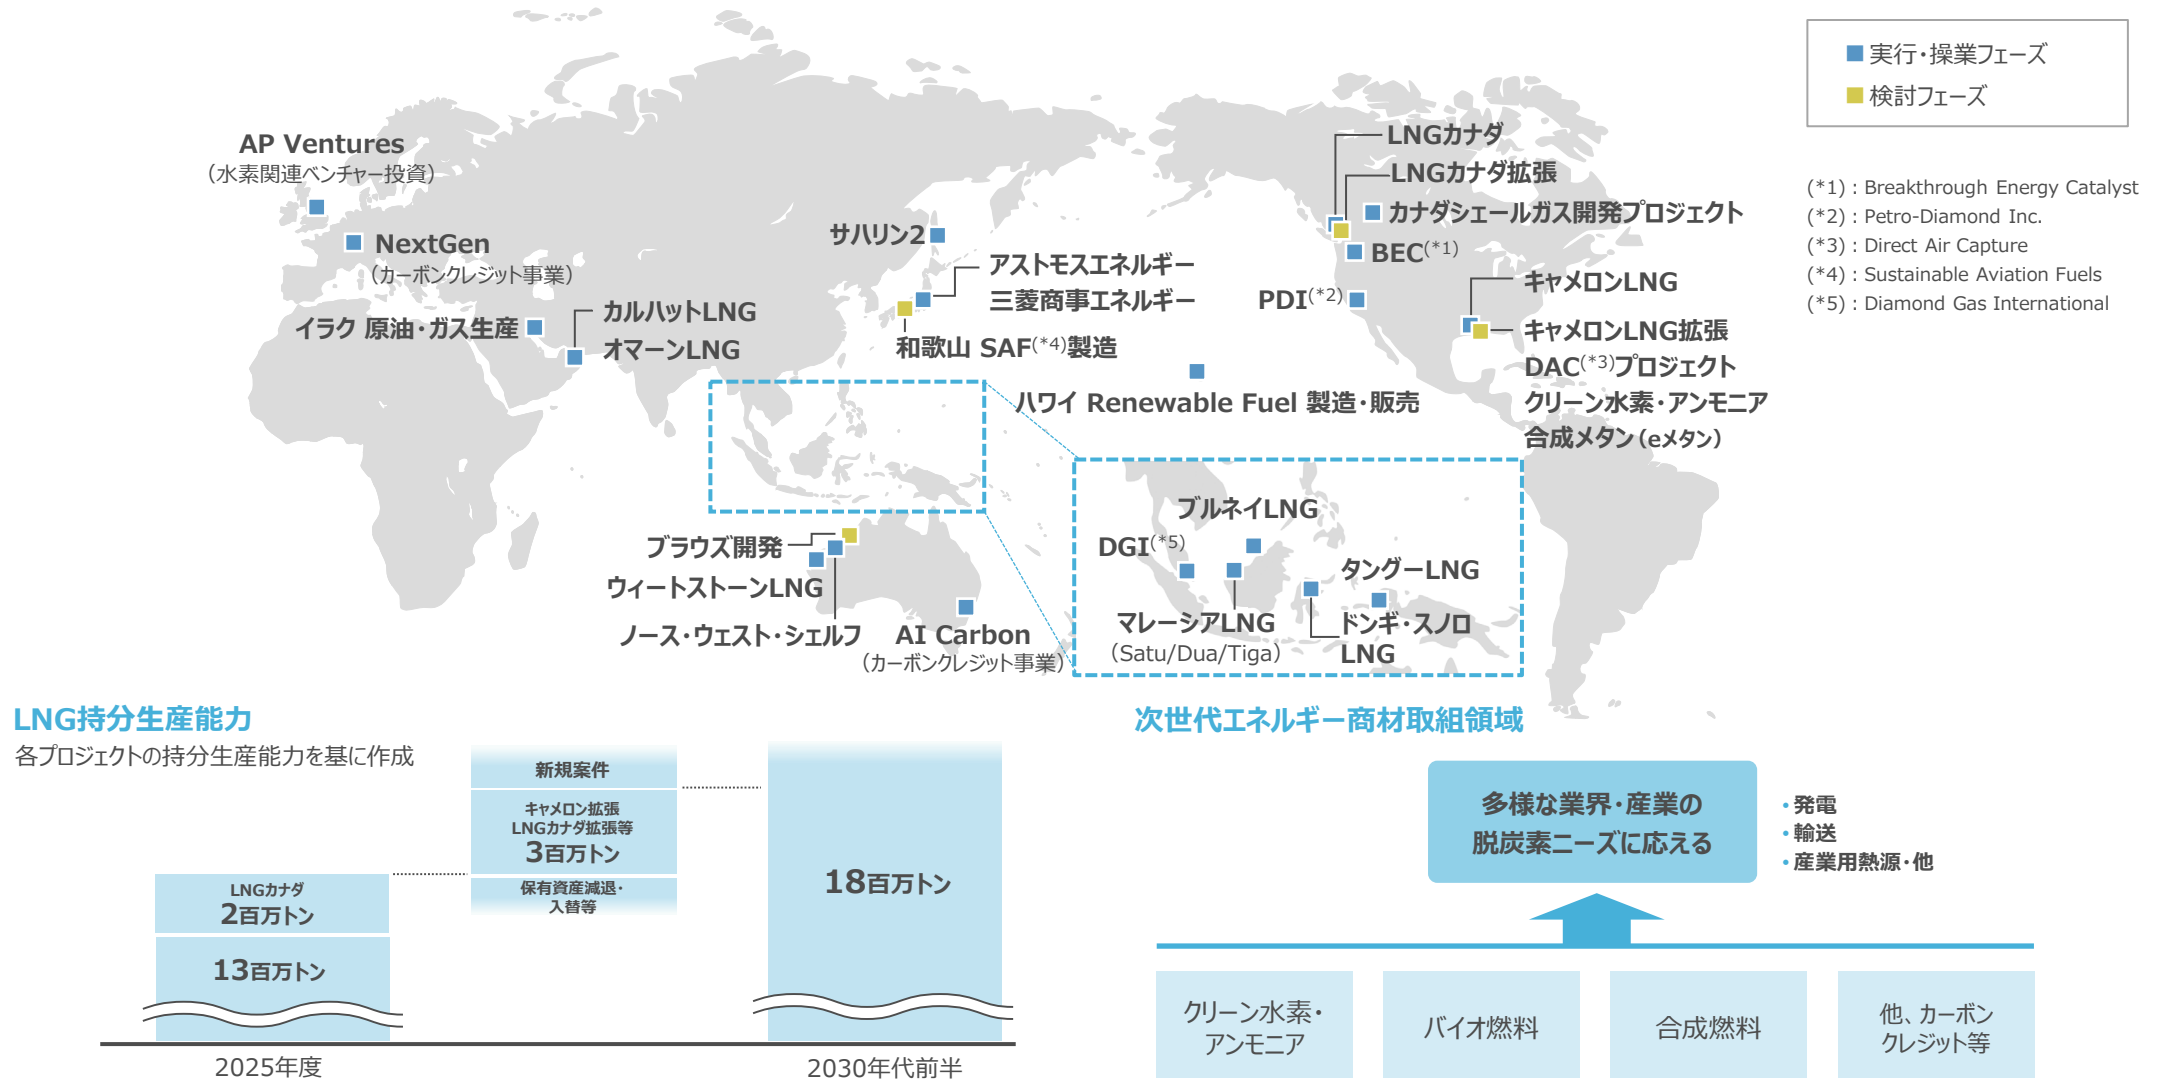 実行・操業フェーズ
検討フェーズ
(*1) : Breakthrough Energy Catalyst
(*2) : Petro-Diamond Inc.
(*3) : Direct Air Capture
(*4) : Sustainable Aviation Fuels
(*5) : Diamond Gas International
AP Ventures
（水素関連ベンチャー投資）
NextGen
（カーボンクレジット事業）
イラク 原油・ガス生産
カルハットLNG
オマーンLNG
サハリン2
アストモスエネルギー
三菱商事エネルギー
和歌山 SAF(*4)製造
ハワイ Renewable Fuel 製造・販売
LNGカナダ
LNGカナダ拡張
カナダシェールガス開発プロジェクト
BEC(*1)
PDI(*2)
キャメロンLNG
キャメロンLNG拡張
DAC(*3)プロジェクト
クリーン水素・アンモニア
合成メタン（eメタン）
ブラウズ開発
ウィートストーンLNG
ノース・ウェスト・シェルフ
AI Carbon
（カーボンクレジット事業）
ブルネイLNG
DGI(*5)
タングーLNG
マレーシアLNG
（Satu/Dua/Tiga）
ドンギ・スノロ
LNG
LNG持分生産能力
各プロジェクトの持分生産能力を基に作成
LNGカナダ
2百万トン
13百万トン
新規案件
キャメロン拡張
LNGカナダ拡張等
3百万トン
保有資産減退・
入替等
18百万トン
2025年度
2030年代前半
次世代エネルギー商材取組領域
多様な業界・産業の
脱炭素ニーズに応える
・発電
・輸送
・産業用熱源・他
クリーン水素・
アンモニア
バイオ燃料
合成燃料
他、カーボン
クレジット等